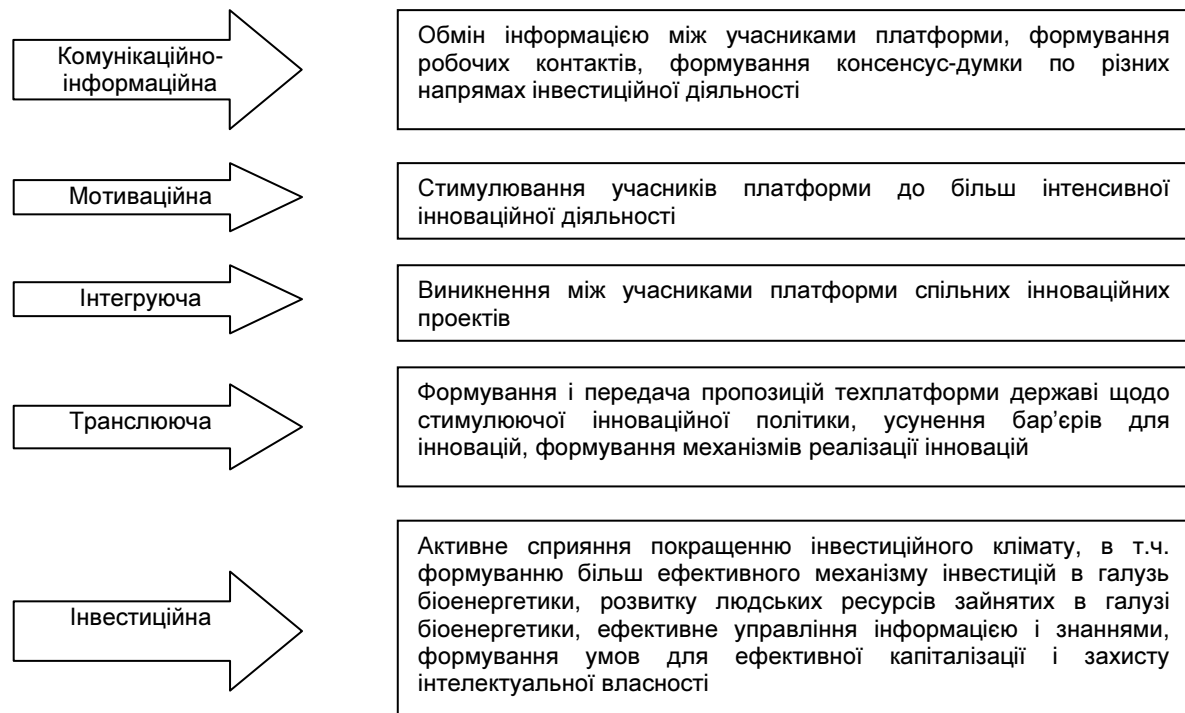 Комунікаційно-
інформаційна
Обмін інформацією між учасниками платформи, формування
робочих контактів, формування консенсус-думки по різних
напрямах інвестиційної діяльності
Мотиваційна
Стимулювання учасників платформи до більш інтенсивної
інноваційної діяльності
Інтегруюча
Виникнення між учасниками платформи спільних інноваційних
проектів
Транслююча
Формування і передача пропозицій техплатформи державі щодо
стимулюючої інноваційної політики, усунення бар’єрів для
інновацій, формування механізмів реалізації інновацій
Інвестиційна
Активне сприяння покращенню інвестиційного клімату, в т.ч.
формуванню більш ефективного механізму інвестицій в галузь
біоенергетики, розвитку людських ресурсів зайнятих в галузі
біоенергетики, ефективне управління інформацією і знаннями,
формування умов для ефективної капіталізації і захисту
інтелектуальної власності